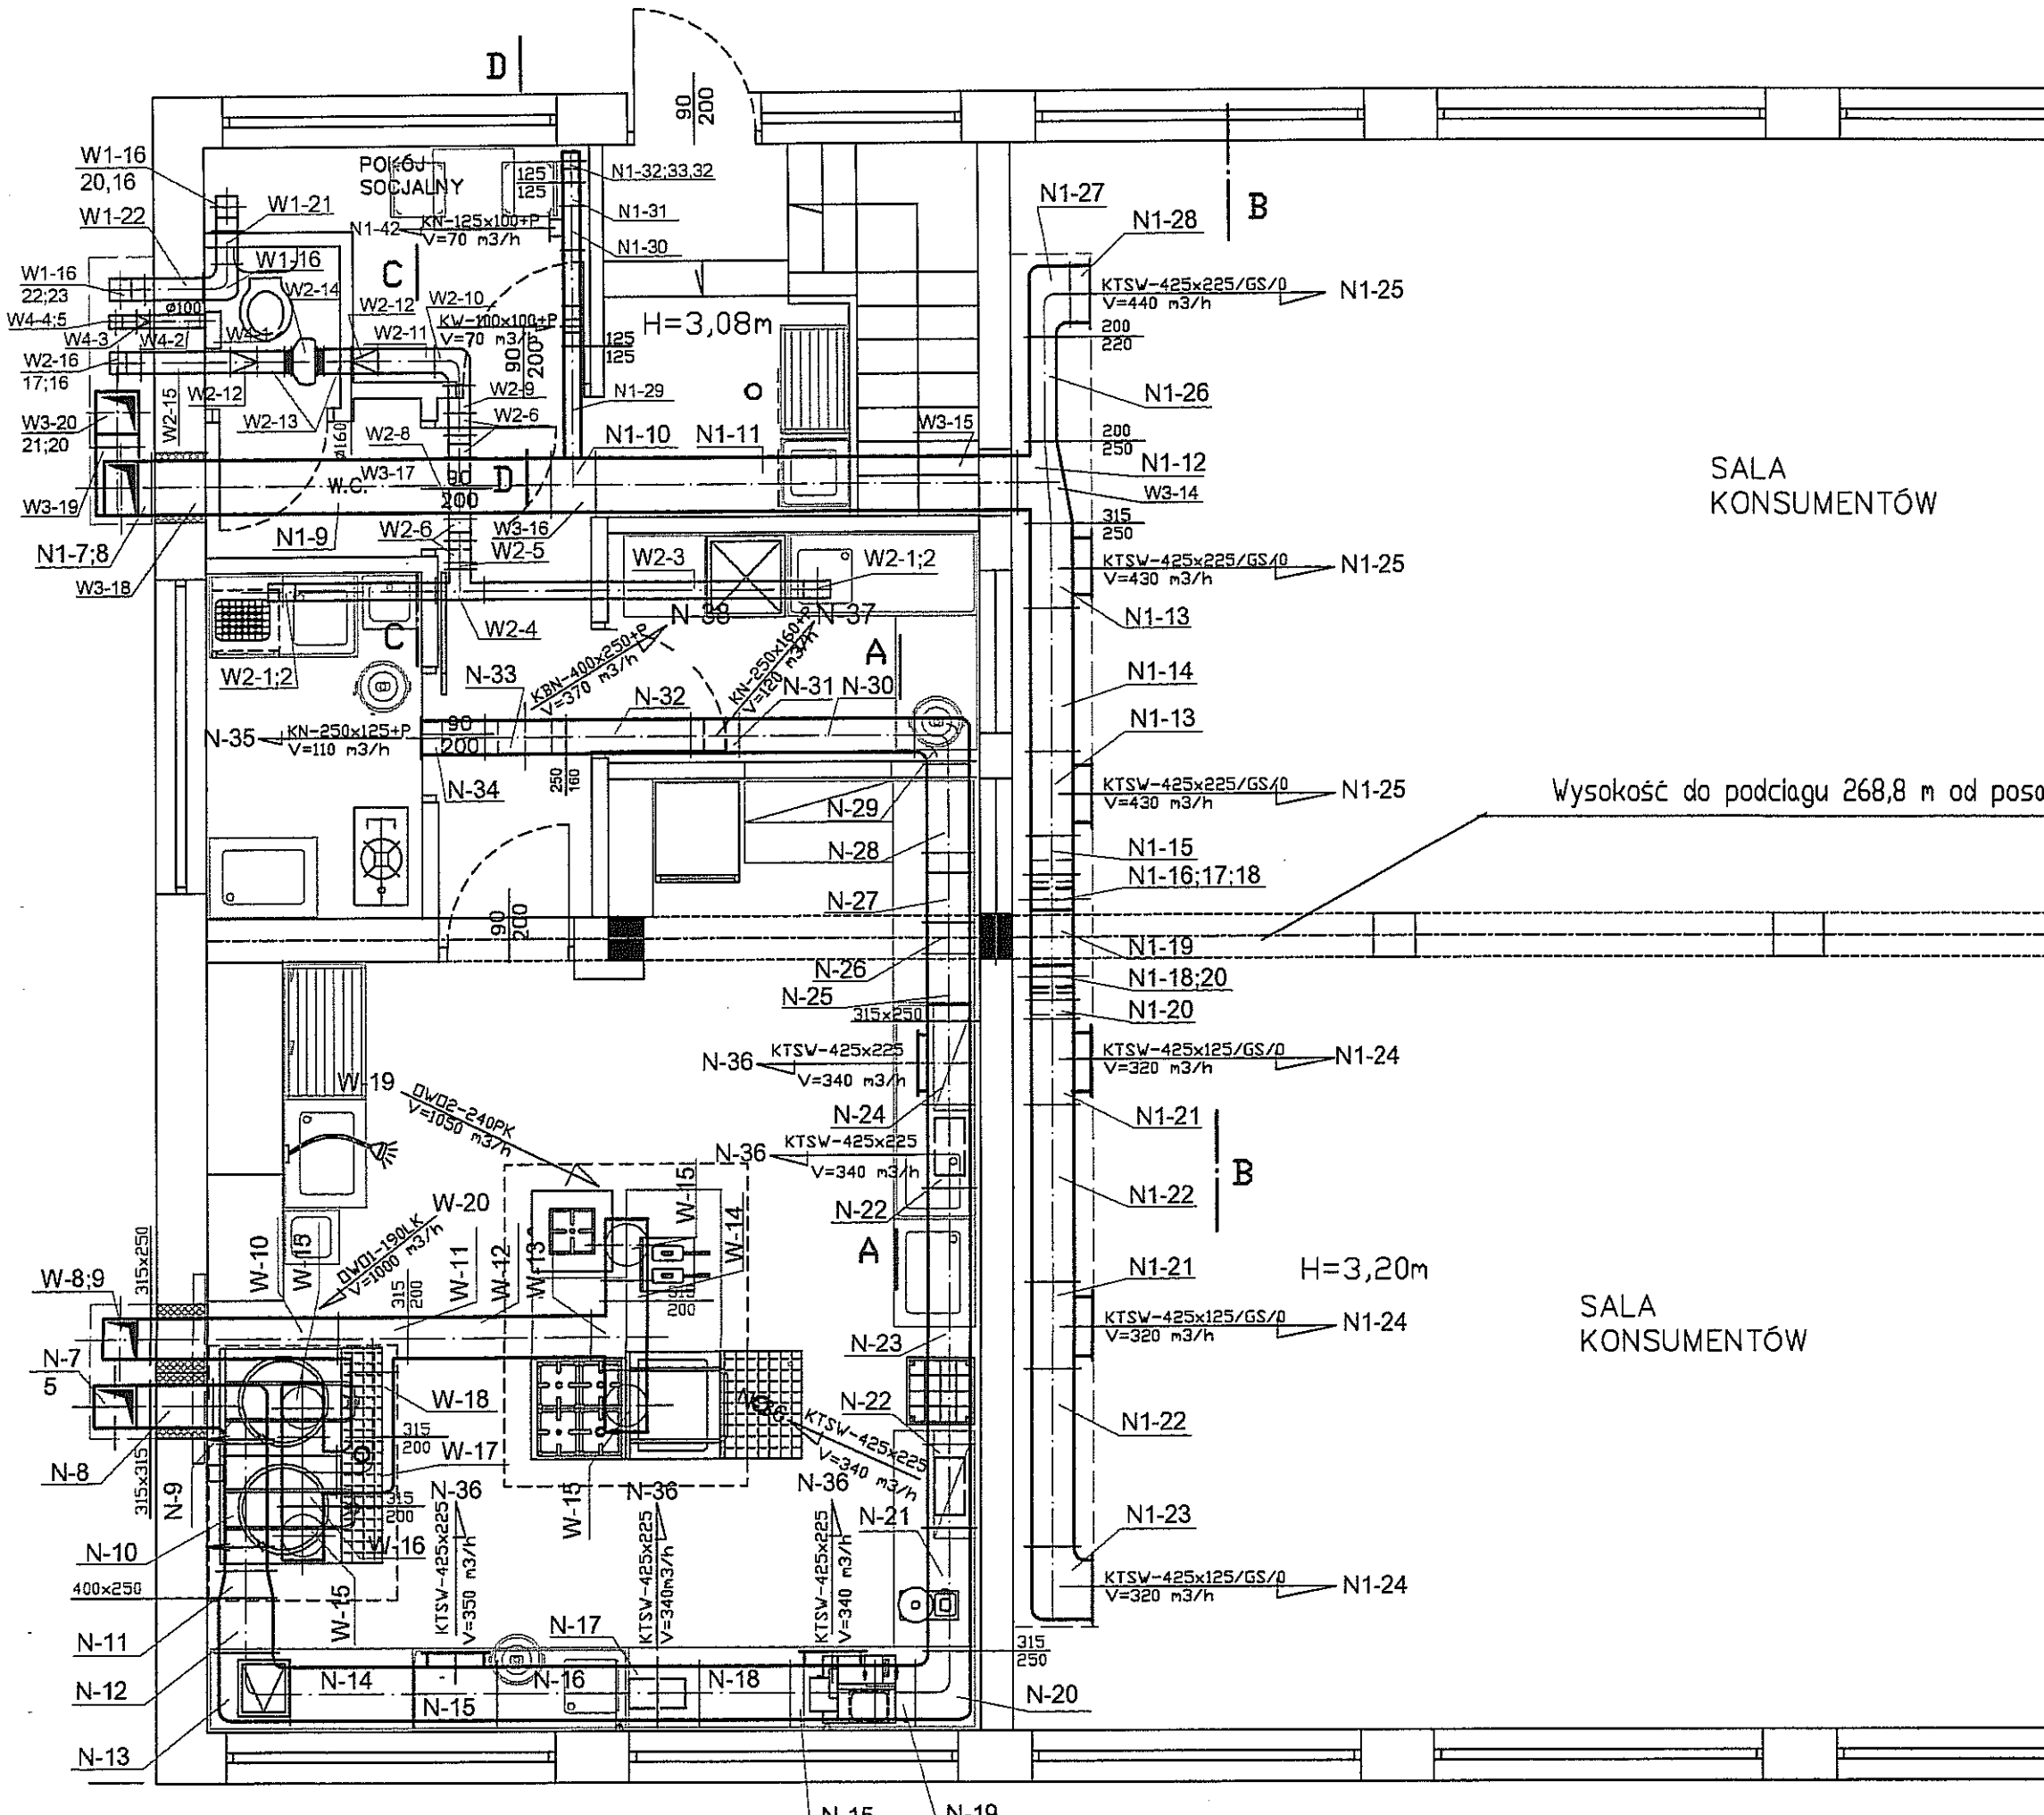 D
90
200
W1-16
20,16
POKÓJ
SOCJALNY
125
125
N1-32;33,32
N1-27
B
W1-22
W1-21
N1-31
N1-42
KN-125x100+P
V=70 m3/h
N1-28
N1-30
W1-16
C
W1-16
22;23
W2-14
W2-12
W2-10
KTSW-425x225/GS/0
V=440 m3/h
N1-25
ø100
W4-4;5
W4-3
W4-2
W4-1
W2-11
KW-100x100+P
V=70 m3/h
H=3,08m
200
220
W2-16
17;16
90
200
125
125
W2-15
W2-12
W2-9
N1-29
N1-26
W3-20
21;20
W2-13
W2-6
ø160
W2-8
N1-10
N1-11
W3-15
200
250
N1-12
SALA
KONSUMENTÓW
W3-17
W.C.
90
200
D
W3-14
W3-19
N1-9
W2-6
W3-16
315
250
N1-7;8
W2-5
W2-3
W2-1;2
KTSW-425x225/GS/0
V=430 m3/h
N1-25
W3-18
N-38
N-37
N1-13
C
W2-4
KBN-400x250+P
V=370 m3/h
KN-250x160+P
V=120 m3/h
A
W2-1;2
N-33
N-32
N-31
N-30
N1-14
N-35
KN-250x125+P
V=110 m3/h
90
200
N1-13
250
160
N-34
KTSW-425x225/GS/0
V=430 m3/h
N1-25
Wysokość do podciągu 268,8 m od poso
N-29
N-28
N1-15
N1-16;17;18
N-27
90
200
N1-19
N-26
N1-18;20
N-25
N1-20
315x250
N-36
KTSW-425x225
V=340 m3/h
KTSW-425x125/GS/0
V=320 m3/h
N1-24
W-19
OWO2-240PK
V=1050 m3/h
N-24
N1-21
N-36
KTSW-425x225
V=340 m3/h
B
W-15
W-20
N-22
N1-22
W-14
315x250
W-10
W-15
OWO1-190LK
V=1000 m3/h
W-11
W-12
W-13
A
N1-21
H=3,20m
W-8;9
315
200
315
200
SALA
KONSUMENTÓW
KTSW-425x125/GS/0
V=320 m3/h
N1-24
N-23
N-7
5
W-18
N-22
N-36
KTSW-425x225
V=340 m3/h
N1-22
315
200
N-8
315x315
N-9
W-17
N-36
N-36
N-36
315
200
W-15
N-21
N1-23
N-10
W-16
400x250
W-15
KTSW-425x225
V=350 m3/h
KTSW-425x225
V=340m3/h
KTSW-425x225
V=340 m3/h
KTSW-425x125/GS/0
V=320 m3/h
N1-24
N-11
N-17
315
250
N-12
N-14
N-16
N-18
N-20
N-15
N-13
N-15
N-19